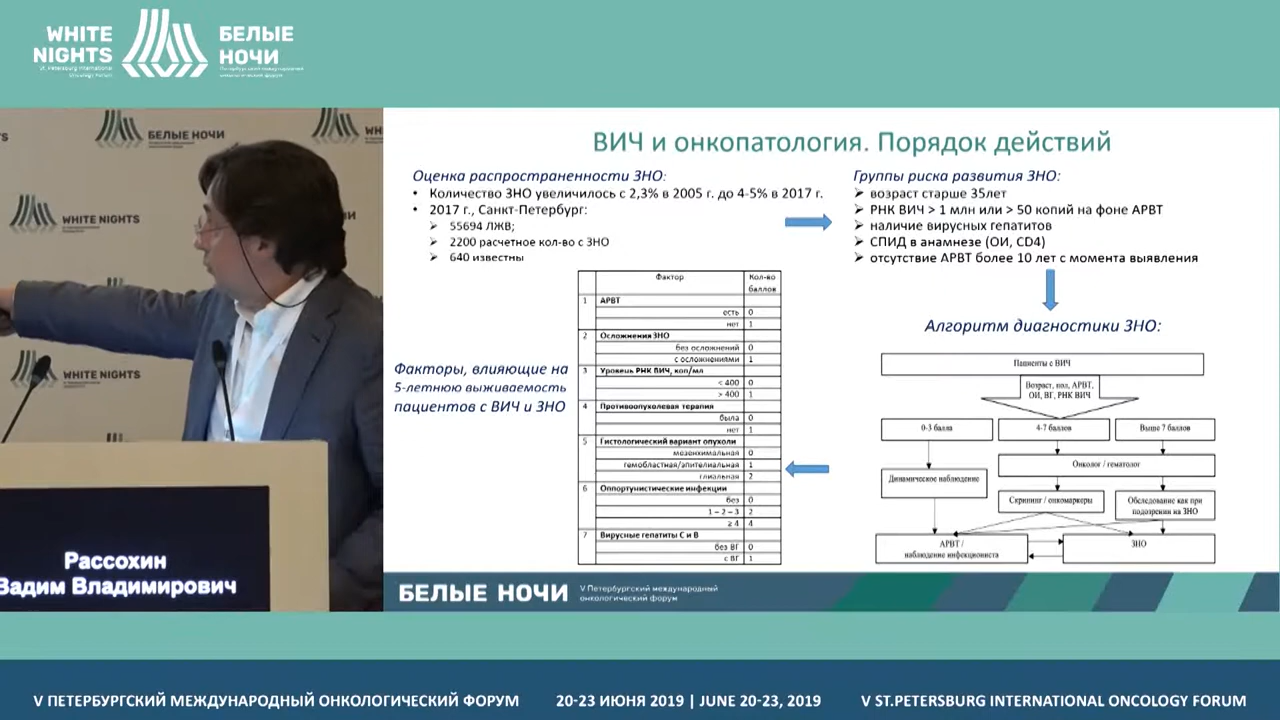 WHITE
NIGHTS
St. Petersburg International
Oncology Forum
БЕЛЫЕ
НОЧИ
Петербургский международный
онкологический форум
БЕЛЫЕ НОЧИ
WHITE NIGHTS
WHITE NIGHTS
ВИЧ и онкопатология. Порядок действий
Оценка распространенности ЗНО:
• Количество ЗНО увеличилось с 2,3% в 2005 г. до 4-5% в 2017 г.
• 2017 г., Санкт-Петербург:
➢ 55694 ЛЖВ;
➢ 2200 расчетное кол-во с ЗНО
➢ 640 известны
Группы риска развития ЗНО:
➢ возраст старше 35лет
➢ РНК ВИЧ > 1 млн или > 50 копий на фоне АРВТ
➢ наличие вирусных гепатитов
➢ СПИД в анамнезе (ОИ, CD4)
➢ отсутствие АРВТ более 10 лет с момента выявления
Факторы, влияющие на
5-летнюю выживаемость
пациентов с ВИЧ и ЗНО
Фактор Кол-во
баллов
1 АРВТ
есть 0
нет 1
2 Осложнения ЗНО
без осложнений 0
с осложнениями 1
3 Уровень РНК ВИЧ, коп/мл
< 400 0
> 400 1
4 Противоопухолевая терапия
была 0
нет 1
5 Гистологический вариант опухоли
мезенхимальная 0
гемобластная/эпителиальная 1
глиальная 2
6 Оппортунистические инфекции
без 0
1 – 2 – 3 2
≥ 4 4
7 Вирусные гепатиты С и В
без ВГ 0
с ВГ 1
Алгоритм диагностики ЗНО:
Пациенты с ВИЧ
Возраст, пол, АРВТ,
ОИ, ВГ, РНК ВИЧ
0-3 балла 4-7 баллов Выше 7 баллов
Онколог / гематолог
Динамическое наблюдение
Скрининг / онкомаркеры
Обследование как при
подозрении на ЗНО
АРВТ /
наблюдение инфекциониста
ЗНО
БЕЛЫЕ НОЧИ
V Петербургский международный
онкологический форум
Рассохин
Вадим Владимирович
V ПЕТЕРБУРГСКИЙ МЕЖДУНАРОДНЫЙ ОНКОЛОГИЧЕСКИЙ ФОРУМ 20-23 ИЮНЯ 2019 | JUNE 20-23, 2019 V ST.PETERSBURG INTERNATIONAL ONCOLOGY FORUM